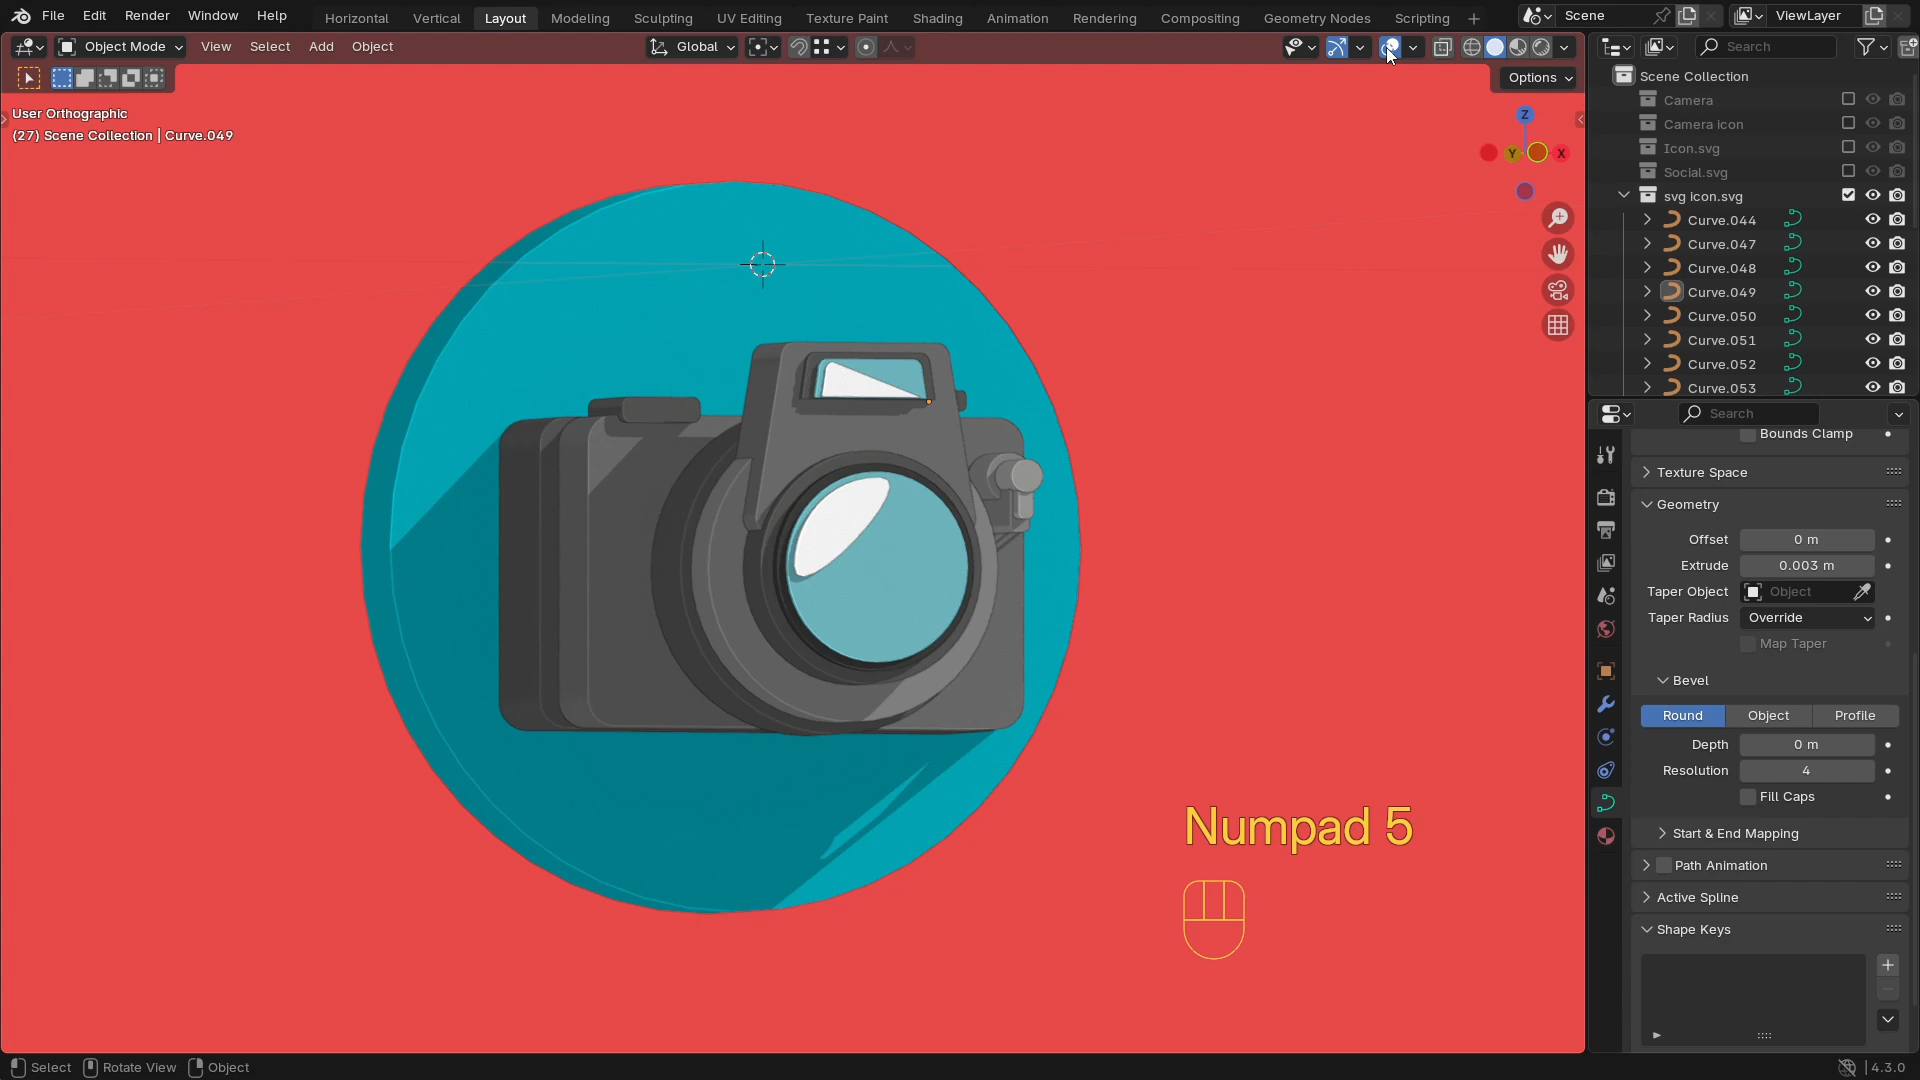 File Edit Render Window Help
Horizontal Vertical Layout Modeling Sculpting UV Editing Texture Paint Shading Animation Rendering Compositing Geometry Nodes Scripting
Scene
ViewLayer
Object Mode View Select Add Object
Global
Options
User Orthographic
(27) Scene Collection | Curve.049
Z
Y
X
Search
Scene Collection
Camera
Camera icon
Icon.svg
Social.svg
svg icon.svg
Curve.044
Curve.047
Curve.048
Curve.049
Curve.050
Curve.051
Curve.052
Curve.053
Search
Bounds Clamp
Texture Space
Geometry
Offset 0 m
Extrude 0.003 m
Taper Object Object
Taper Radius Override
Map Taper
Bevel
Round Object Profile
Depth 0 m
Resolution 4
Fill Caps
Start & End Mapping
Path Animation
Active Spline
Shape Keys
Numpad 5
Select Rotate View Object
4.3.0